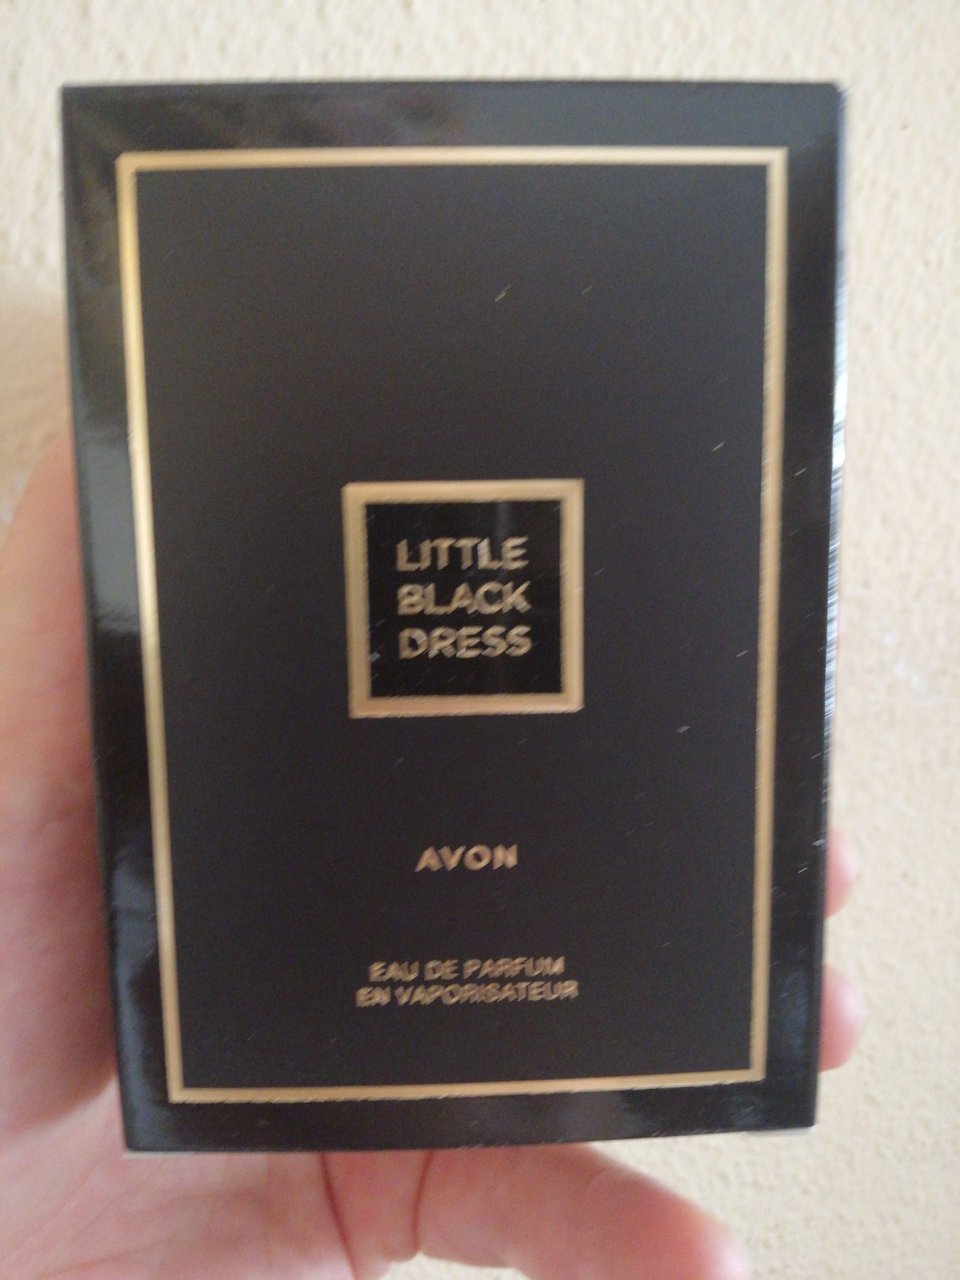 LITTLE
BLACK
DRESS
AVON
EAU DE PARFUM
EN VAPORISATEUR